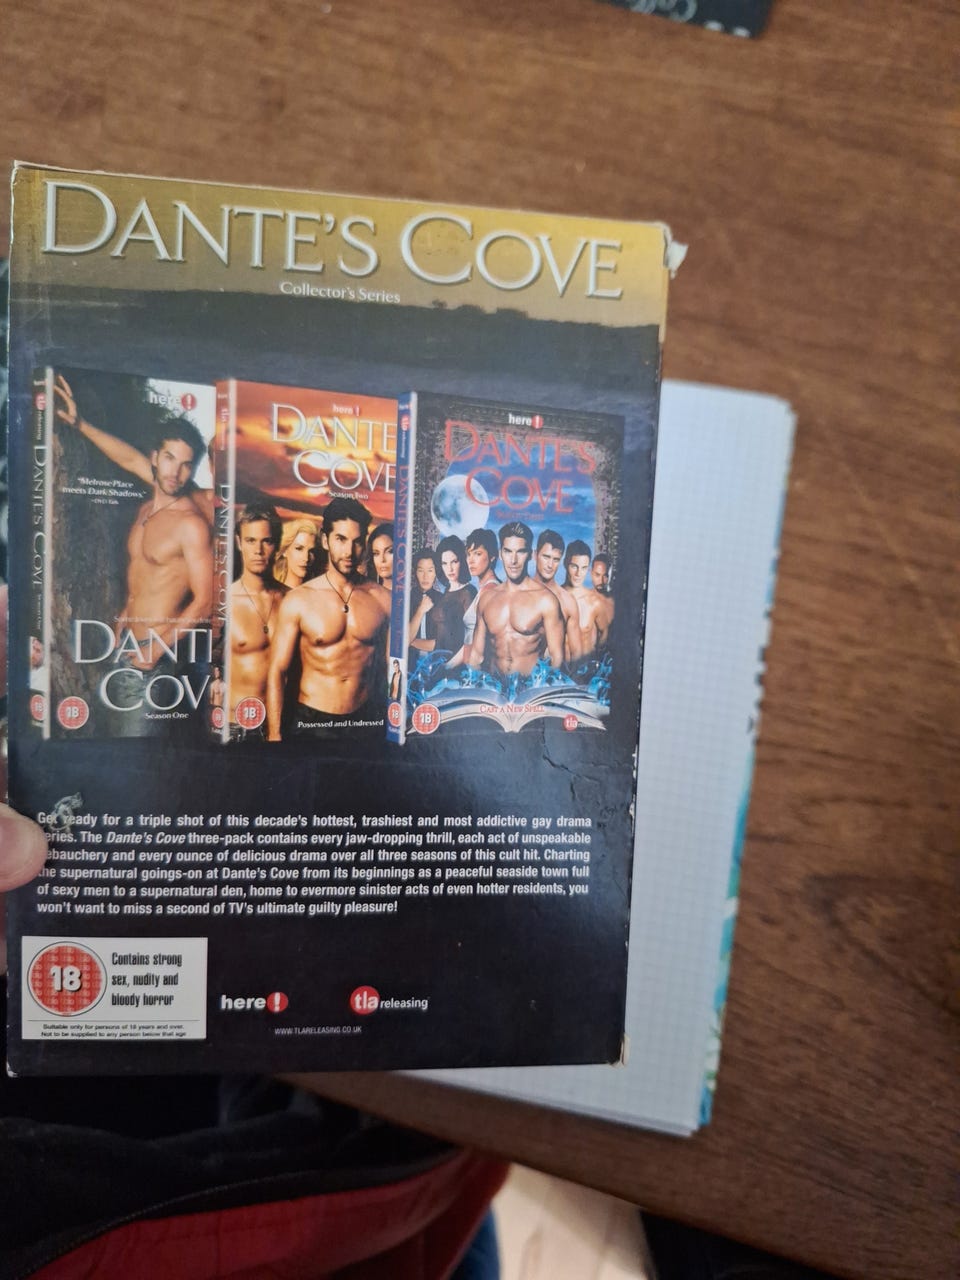 DANTE'S COVE
Collector's Series
here!
"Melrose Place
meets Dark Shadows."
DANTE'S COVE
DANTE
COV
Season One
18
here!
DANTE
COVE
Season Two
DANTE'S COVE
Possessed and Undressed
18
here!
DANTE'S
COVE
DANTE'S COVE
CAST A NEW SPELL
18
tla releasing
Get ready for a triple shot of this decade's hottest, trashiest and most addictive gay drama
eries. The Dante's Cove three-pack contains every jaw-dropping thrill, each act of unspeakable
ebauchery and every ounce of delicious drama over all three seasons of this cult hit. Charting
the supernatural goings-on at Dante's Cove from its beginnings as a peaceful seaside town full
of sexy men to a supernatural den, home to evermore sinister acts of even hotter residents, you
won't want to miss a second of TV's ultimate guilty pleasure!
18
Contains strong
sex, nudity and
bloody horror
Suitable only for persons of 18 years and over.
Not to be supplied to any person below that age
here!
tla releasing
WWW.TLARELEASING.CO.UK